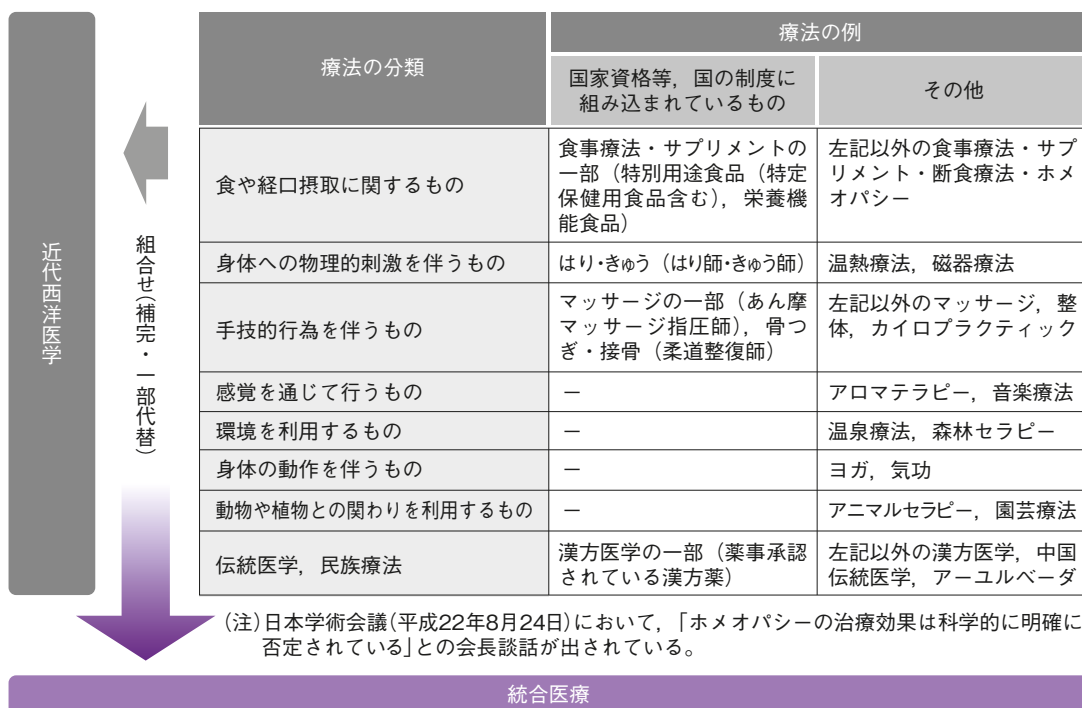 近代西洋医学
組合せ(補完・一部代替)
療法の分類
療法の例
国家資格等,国の制度に
組み込まれているもの
その他
食や経口摂取に関するもの
食事療法・サプリメントの
一部(特別用途食品(特定
保健用食品含む),栄養機
能食品)
左記以外の食事療法・サプ
リメント・断食療法・ホメ
オパシー
身体への物理的刺激を伴うもの
はり・きゅう(はり師・きゅう師)
温熱療法,磁器療法
手技的行為を伴うもの
マッサージの一部(あん摩
マッサージ指圧師),骨つ
ぎ・接骨(柔道整復師)
左記以外のマッサージ,整
体,カイロプラクティック
感覚を通じて行うもの
−
アロマテラピー,音楽療法
環境を利用するもの
−
温泉療法,森林セラピー
身体の動作を伴うもの
−
ヨガ,気功
動物や植物との関わりを利用するもの
−
アニマルセラピー,園芸療法
伝統医学,民族療法
漢方医学の一部(薬事承認
されている漢方薬)
左記以外の漢方医学,中国
伝統医学,アーユルベーダ
(注)日本学術会議(平成22年8月24日)において,「ホメオパシーの治療効果は科学的に明確に
否定されている」との会長談話が出されている。
統合医療